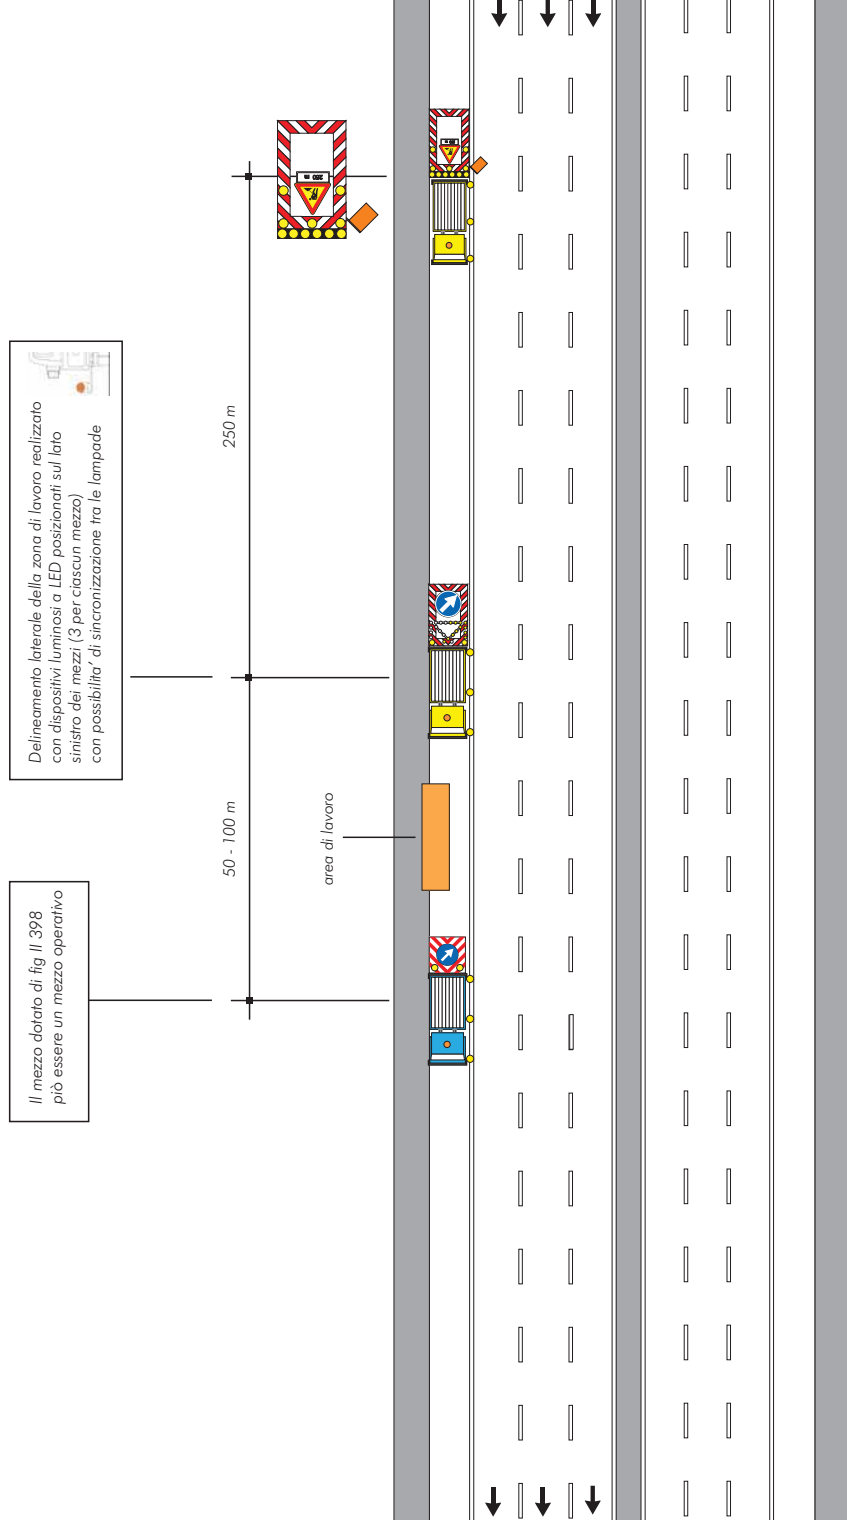 250 m
250 m
250 m
Delineamento laterale della zona di lavoro realizzato
con dispositivi luminosi a LED posizionati sul lato
sinistro dei mezzi (3 per ciascun mezzo)
con possibilita’ di sincronizzazione tra le lampade
50 - 100 m
area di lavoro
Il mezzo dotato di fig II 398
piò essere un mezzo operativo